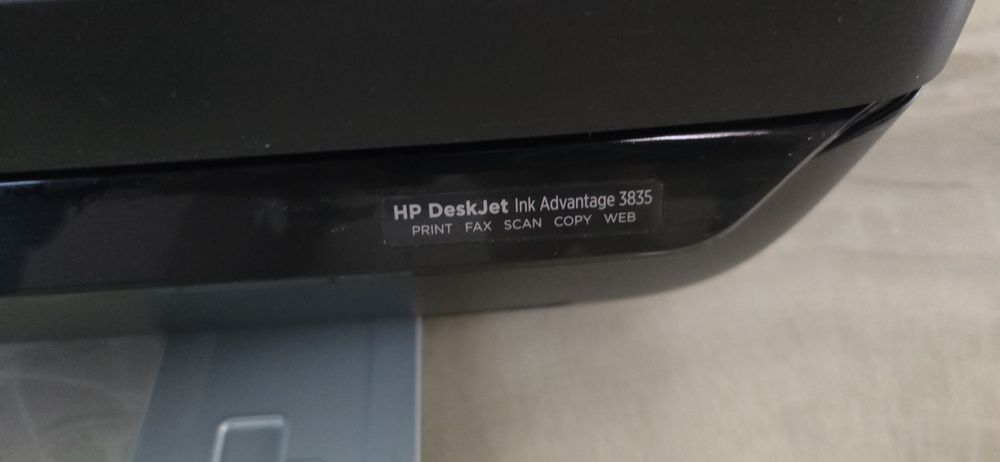 HP DeskJet Ink Advantage 3835
PRINT FAX SCAN COPY WEB